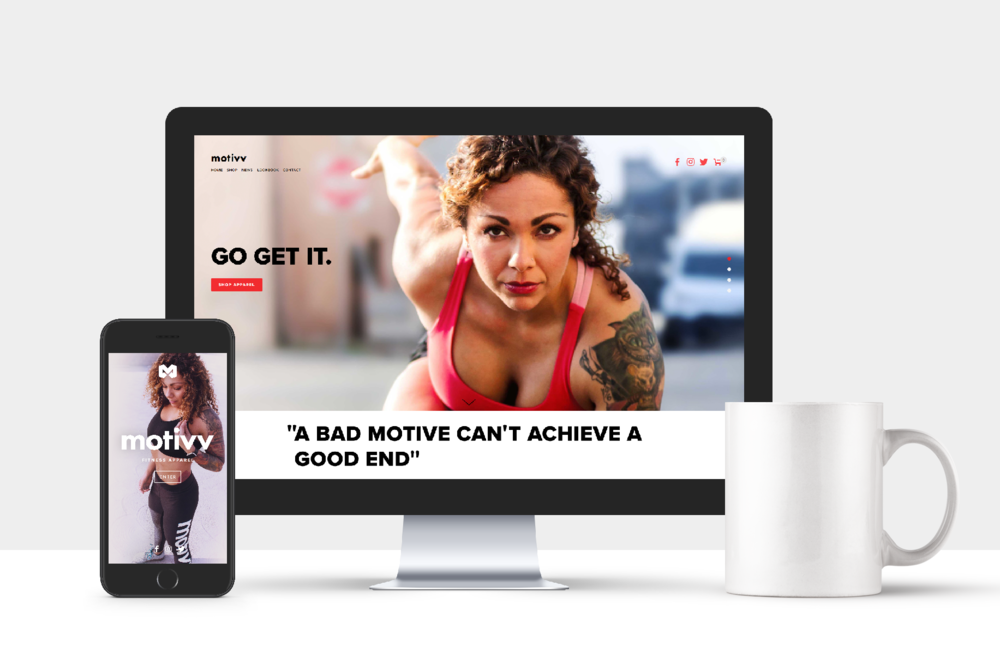 motivv
HOME SHOP NEWS LOOKBOOK CONTACT
GO GET IT.
SHOP APPAREL
"A BAD MOTIVE CAN'T ACHIEVE A
GOOD END"
motivv
FITNESS APPAREL
ENTER
motivv